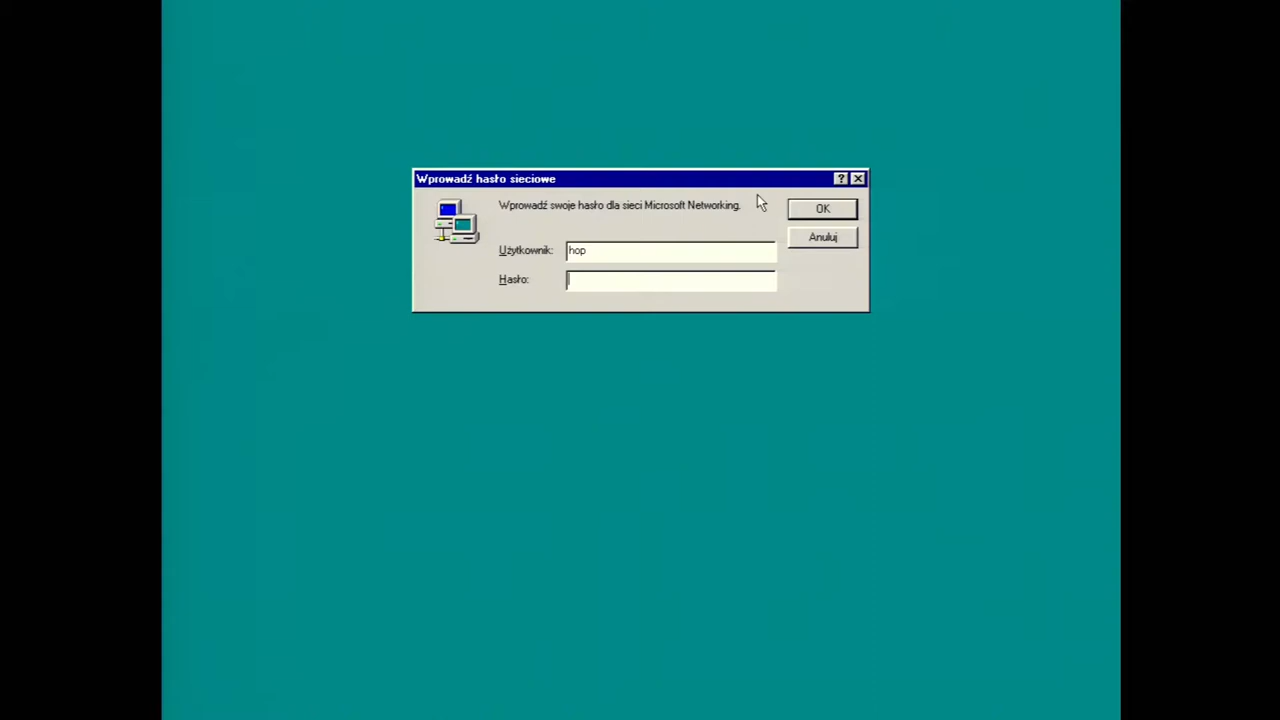 Wprowadź hasło sieciowe
Wprowadź swoje hasło dla sieci Microsoft Networking.
OK
Anuluj
Użytkownik: hop
Hasło: